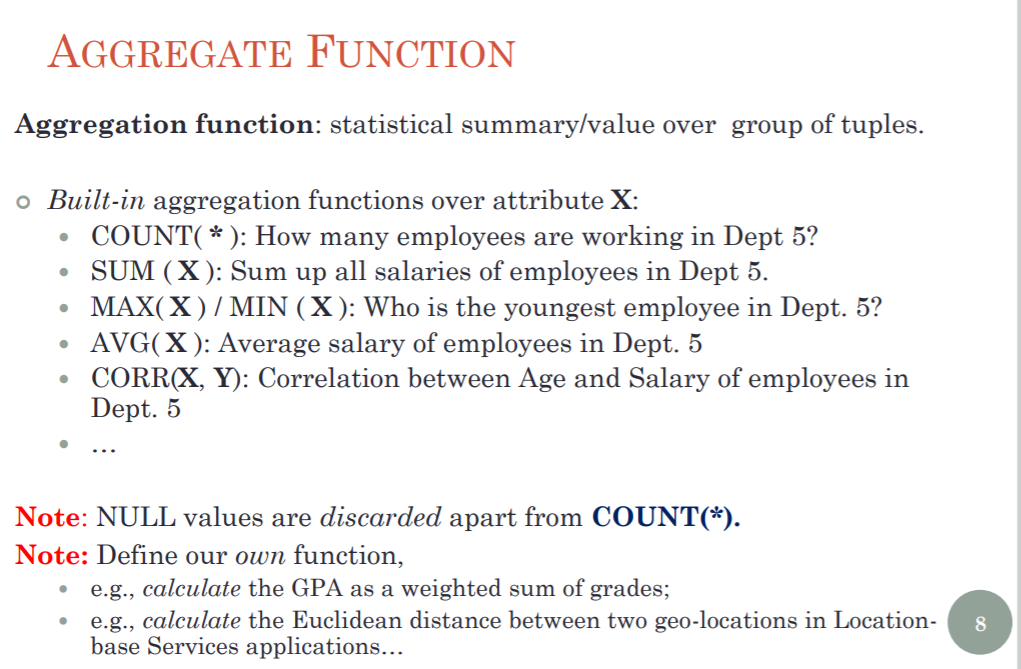 AGGREGATE FUNCTION
Aggregation function: statistical summary/value over group of tuples.
Built-in aggregation functions over attribute X:
• COUNT( * ): How many employees are working in Dept 5?
• SUM ( X ): Sum up all salaries of employees in Dept 5.
• MAX( X ) / MIN ( X ): Who is the youngest employee in Dept. 5?
• AVG( X ): Average salary of employees in Dept. 5
• CORR(X, Y): Correlation between Age and Salary of employees in
Dept. 5
• …
Note: NULL values are discarded apart from COUNT(*).
Note: Define our own function,
• e.g., calculate the GPA as a weighted sum of grades;
• e.g., calculate the Euclidean distance between two geo-locations in Location-
base Services applications…
8